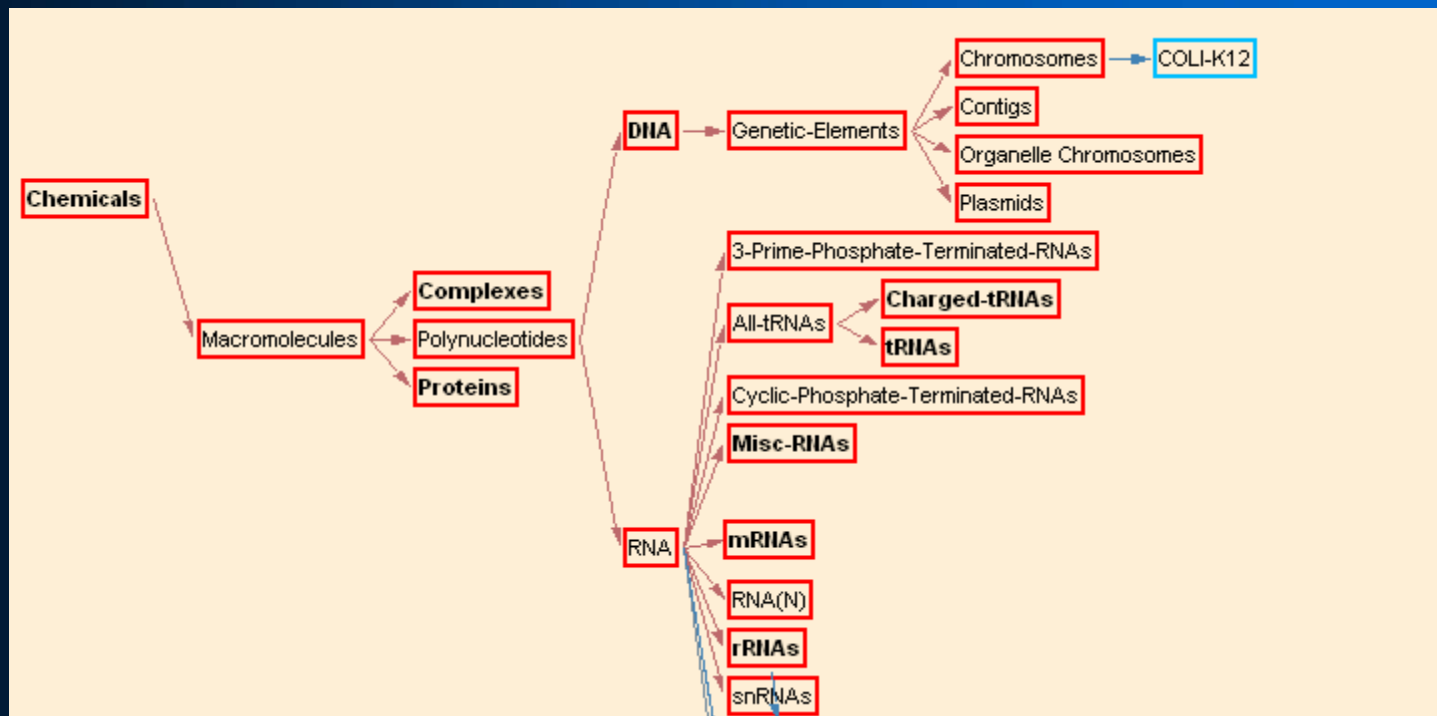 Chromosomes
COLI-K12
Contigs
DNA
Genetic-Elements
Organelle Chromosomes
Chemicals
Plasmids
3-Prime-Phosphate-Terminated-RNAs
Complexes
Charged-tRNAs
All-tRNAs
Macromolecules
Polynucleotides
tRNAs
Proteins
Cyclic-Phosphate-Terminated-RNAs
Misc-RNAs
RNA
mRNAs
RNA(N)
rRNAs
snRNAs